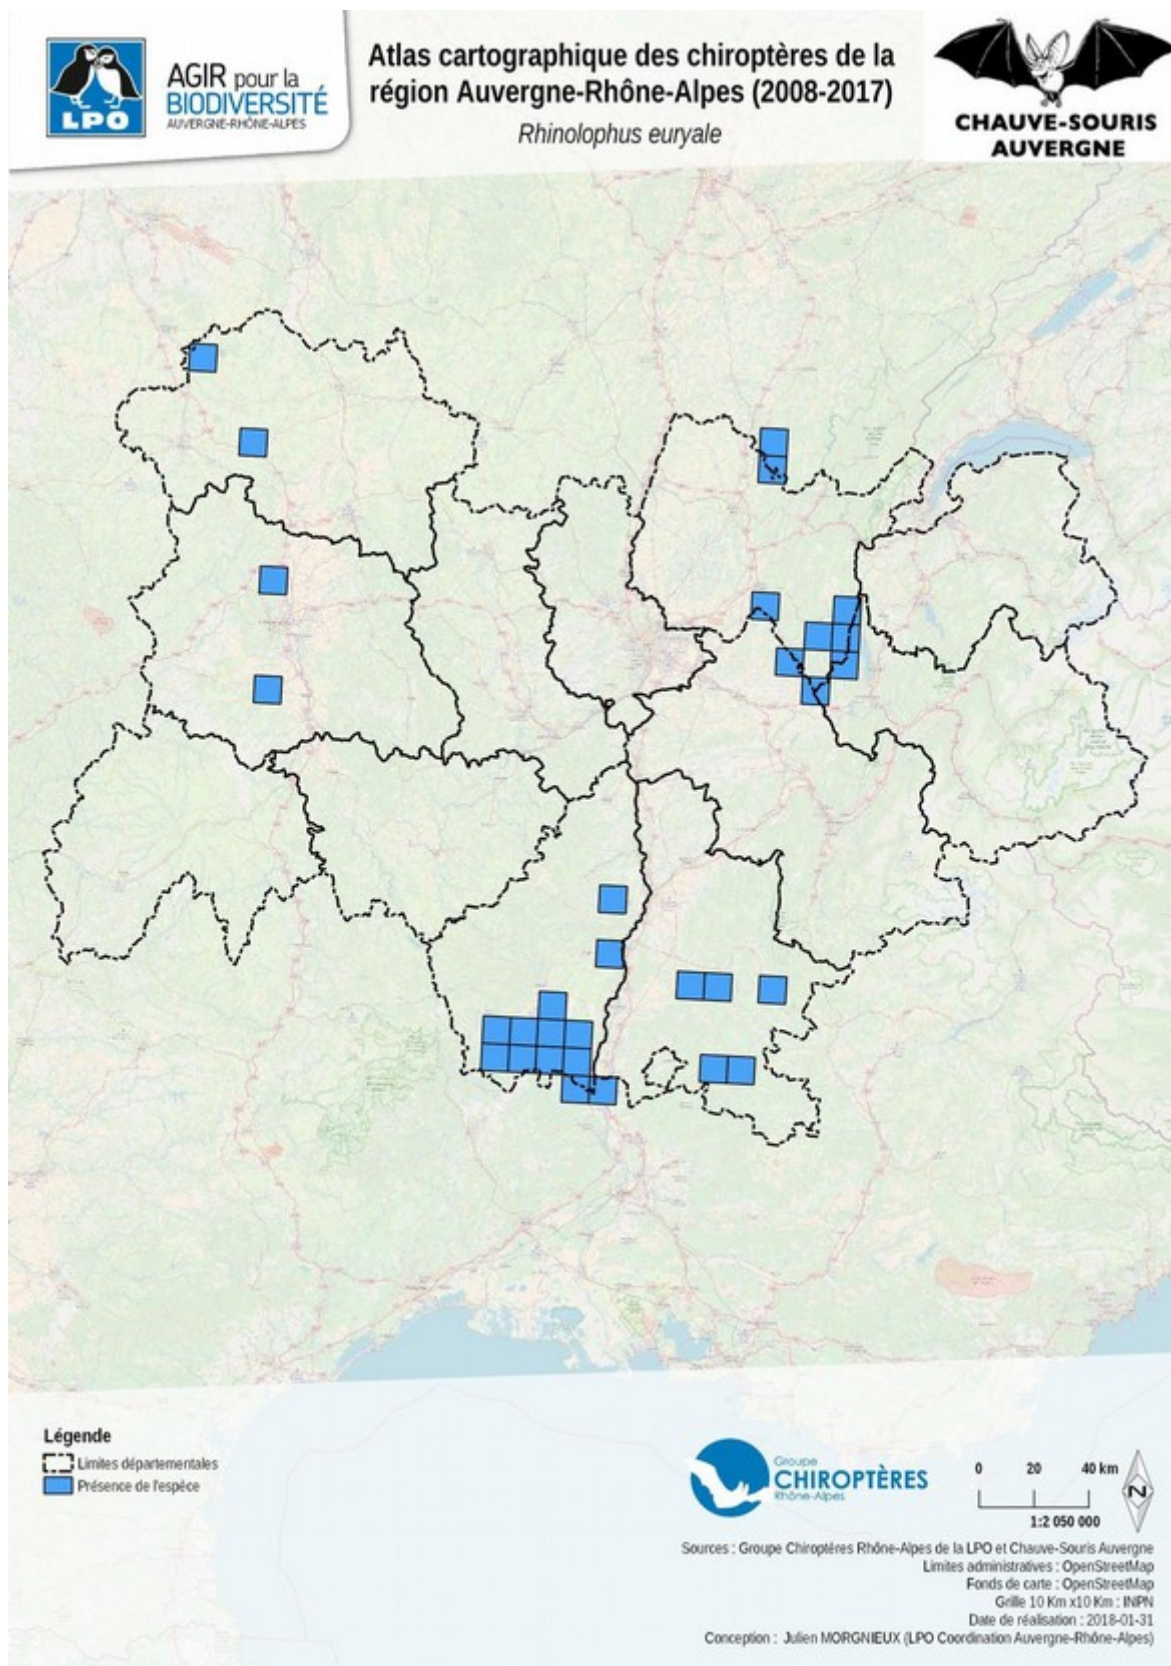 LPO
AGIR pour la
BIODIVERSITÉ
AUVERGNE-RHÔNE-ALPES
Atlas cartographique des chiroptères de la
région Auvergne-Rhône-Alpes (2008-2017)
Rhinolophus euryale
CHAUVE-SOURIS
AUVERGNE
Légende
Limites départementales
Présence de l'espèce
Groupe
CHIROPTÈRES
Rhône-Alpes
0 20 40 km
1:2 050 000
N
Sources : Groupe Chiroptères Rhône-Alpes de la LPO et Chauve-Souris Auvergne
Limites administratives : OpenStreetMap
Fonds de carte : OpenStreetMap
Grille 10 Km x10 Km : INPN
Date de réalisation : 2018-01-31
Conception : Julien MORGNIEUX (LPO Coordination Auvergne-Rhône-Alpes)